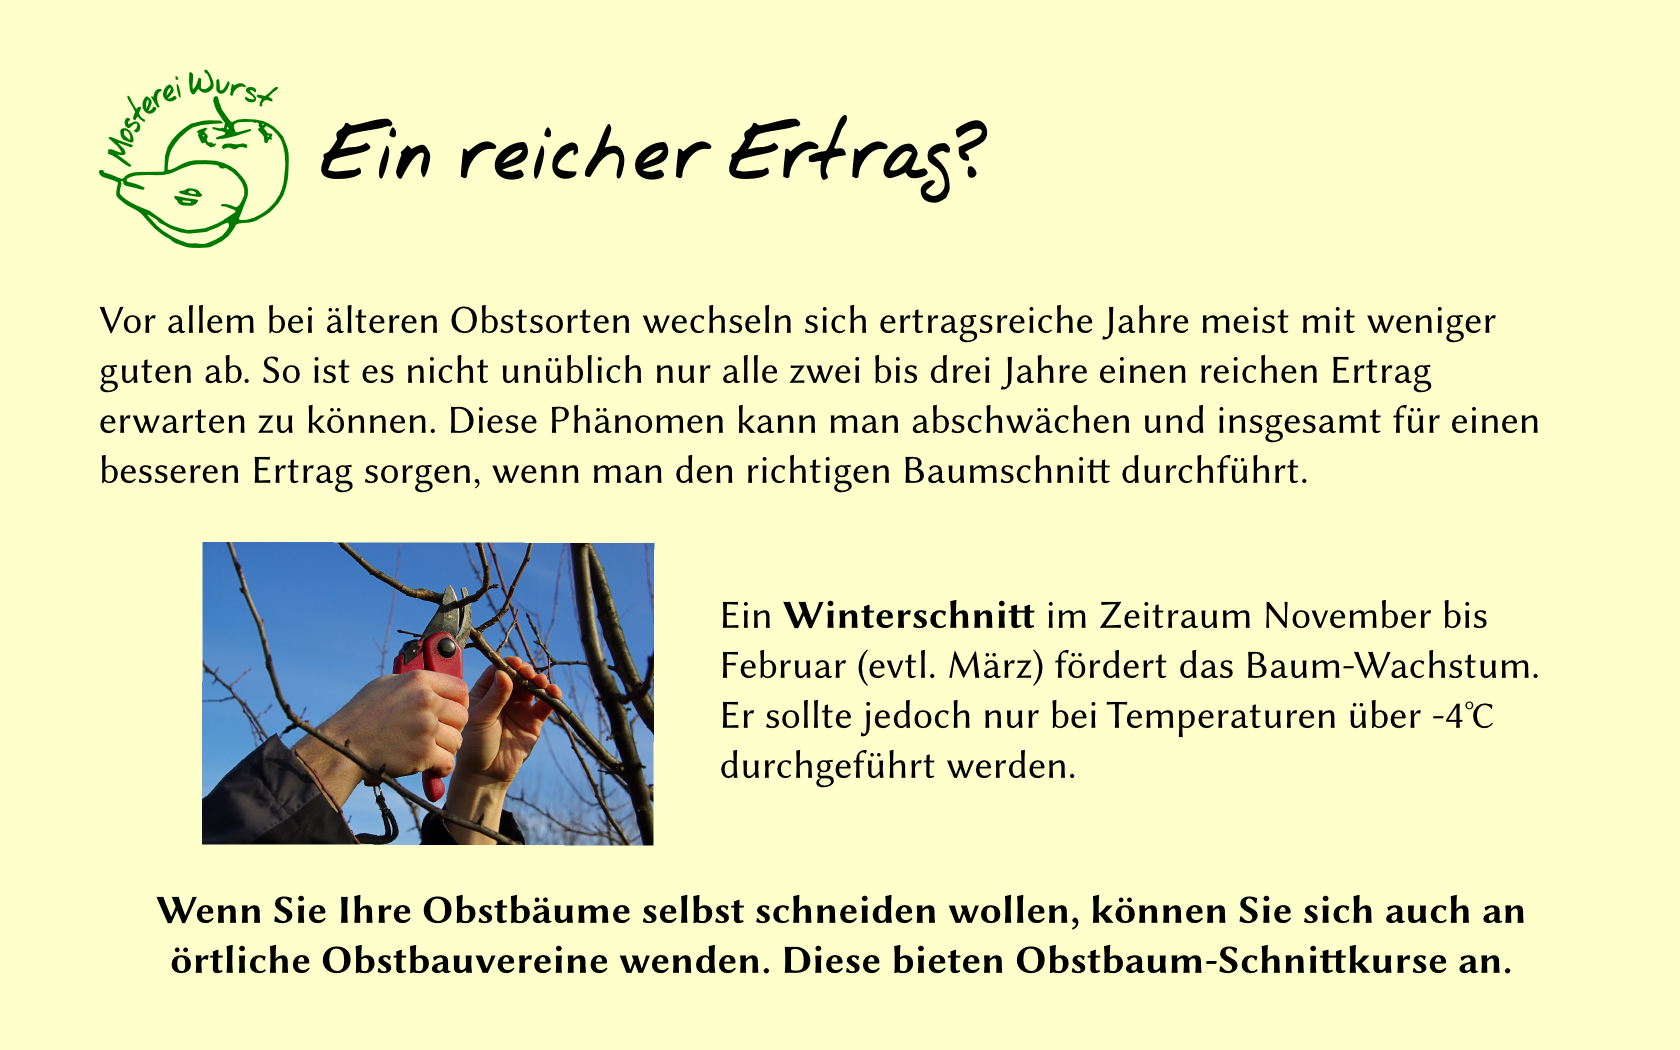 Mosterei Wurst
Ein reicher Ertrag?
Vor allem bei älteren Obstsorten wechseln sich ertragsreiche Jahre meist mit weniger
guten ab. So ist es nicht unüblich nur alle zwei bis drei Jahre einen reichen Ertrag
erwarten zu können. Diese Phänomen kann man abschwächen und insgesamt für einen
besseren Ertrag sorgen, wenn man den richtigen Baumschnitt durchführt.
Ein Winterschnitt im Zeitraum November bis
Februar (evtl. März) fördert das Baum-Wachstum.
Er sollte jedoch nur bei Temperaturen über -4℃
durchgeführt werden.
Wenn Sie Ihre Obstbäume selbst schneiden wollen, können Sie sich auch an
örtliche Obstbauvereine wenden. Diese bieten Obstbaum-Schnittkurse an.